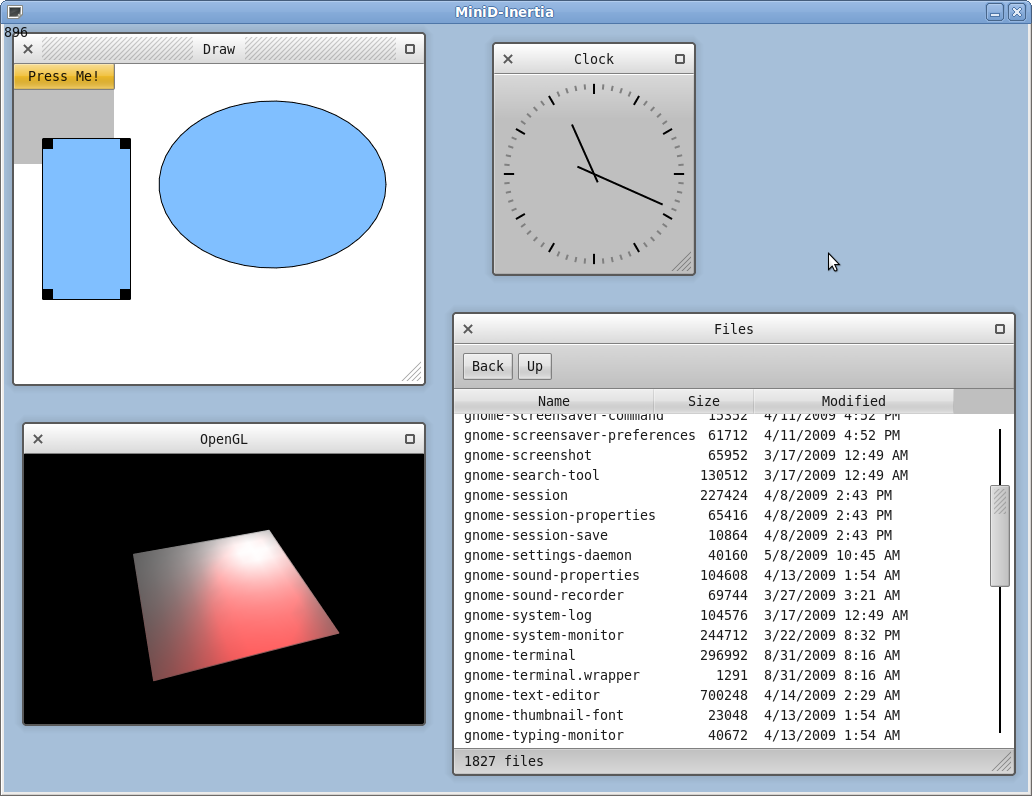 MiniD-Inertia
896
Draw
Press Me!
Clock
OpenGL
Files
Back Up
Name Size Modified
gnome-screensaver-command 15352 4/11/2009 4:52 PM
gnome-screensaver-preferences 61712 4/11/2009 4:52 PM
gnome-screenshot 65952 3/17/2009 12:49 AM
gnome-search-tool 130512 3/17/2009 12:49 AM
gnome-session 227424 4/8/2009 2:43 PM
gnome-session-properties 65416 4/8/2009 2:43 PM
gnome-session-save 10864 4/8/2009 2:43 PM
gnome-settings-daemon 40160 5/8/2009 10:45 AM
gnome-sound-properties 104608 4/13/2009 1:54 AM
gnome-sound-recorder 69744 3/27/2009 3:21 AM
gnome-system-log 104576 3/17/2009 12:49 AM
gnome-system-monitor 244712 3/22/2009 8:32 PM
gnome-terminal 296992 8/31/2009 8:16 AM
gnome-terminal.wrapper 1291 8/31/2009 8:16 AM
gnome-text-editor 700248 4/14/2009 2:29 AM
gnome-thumbnail-font 23048 4/13/2009 1:54 AM
gnome-typing-monitor 40672 4/13/2009 1:54 AM
1827 files